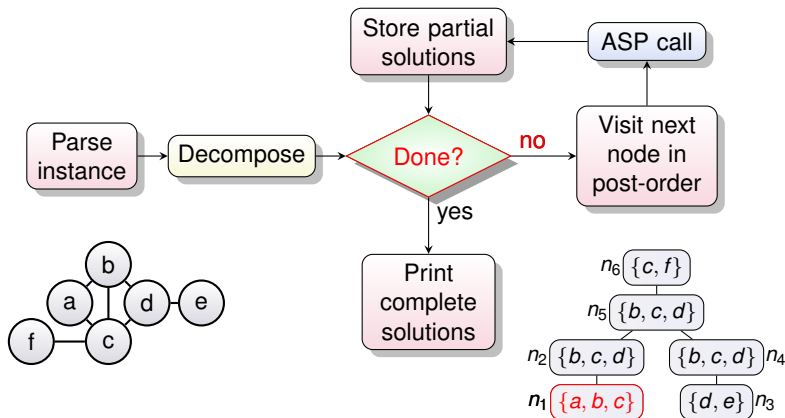 Store partial
solutions
ASP call
Parse
instance
Decompose
Done?
no
Visit next
node in
post-order
yes
Print
complete
solutions
b
a
d
e
f
c
n6 {c, f}
n5 {b, c, d}
n2 {b, c, d}
{b, c, d} n4
n1 {a, b, c}
{d, e} n3